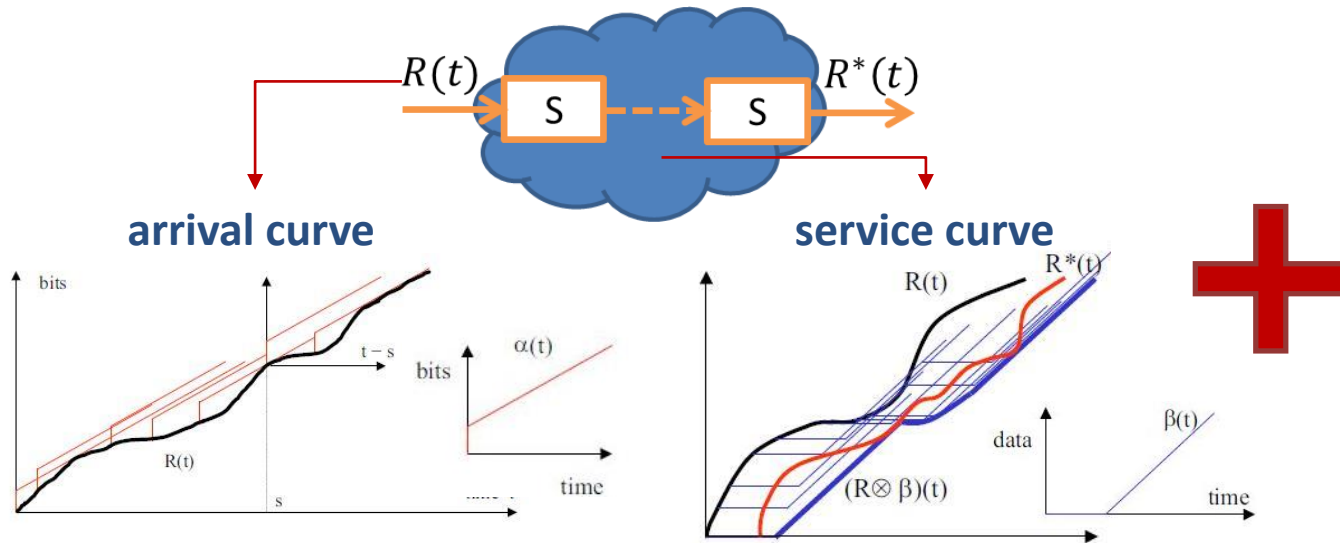 R(t)
S
S
R*(t)
arrival curve
service curve
bits
t – s
R(t)
s
α(t)
bits
time
R(t)
R*(t)
(R⊗ β)(t)
data
β(t)
time